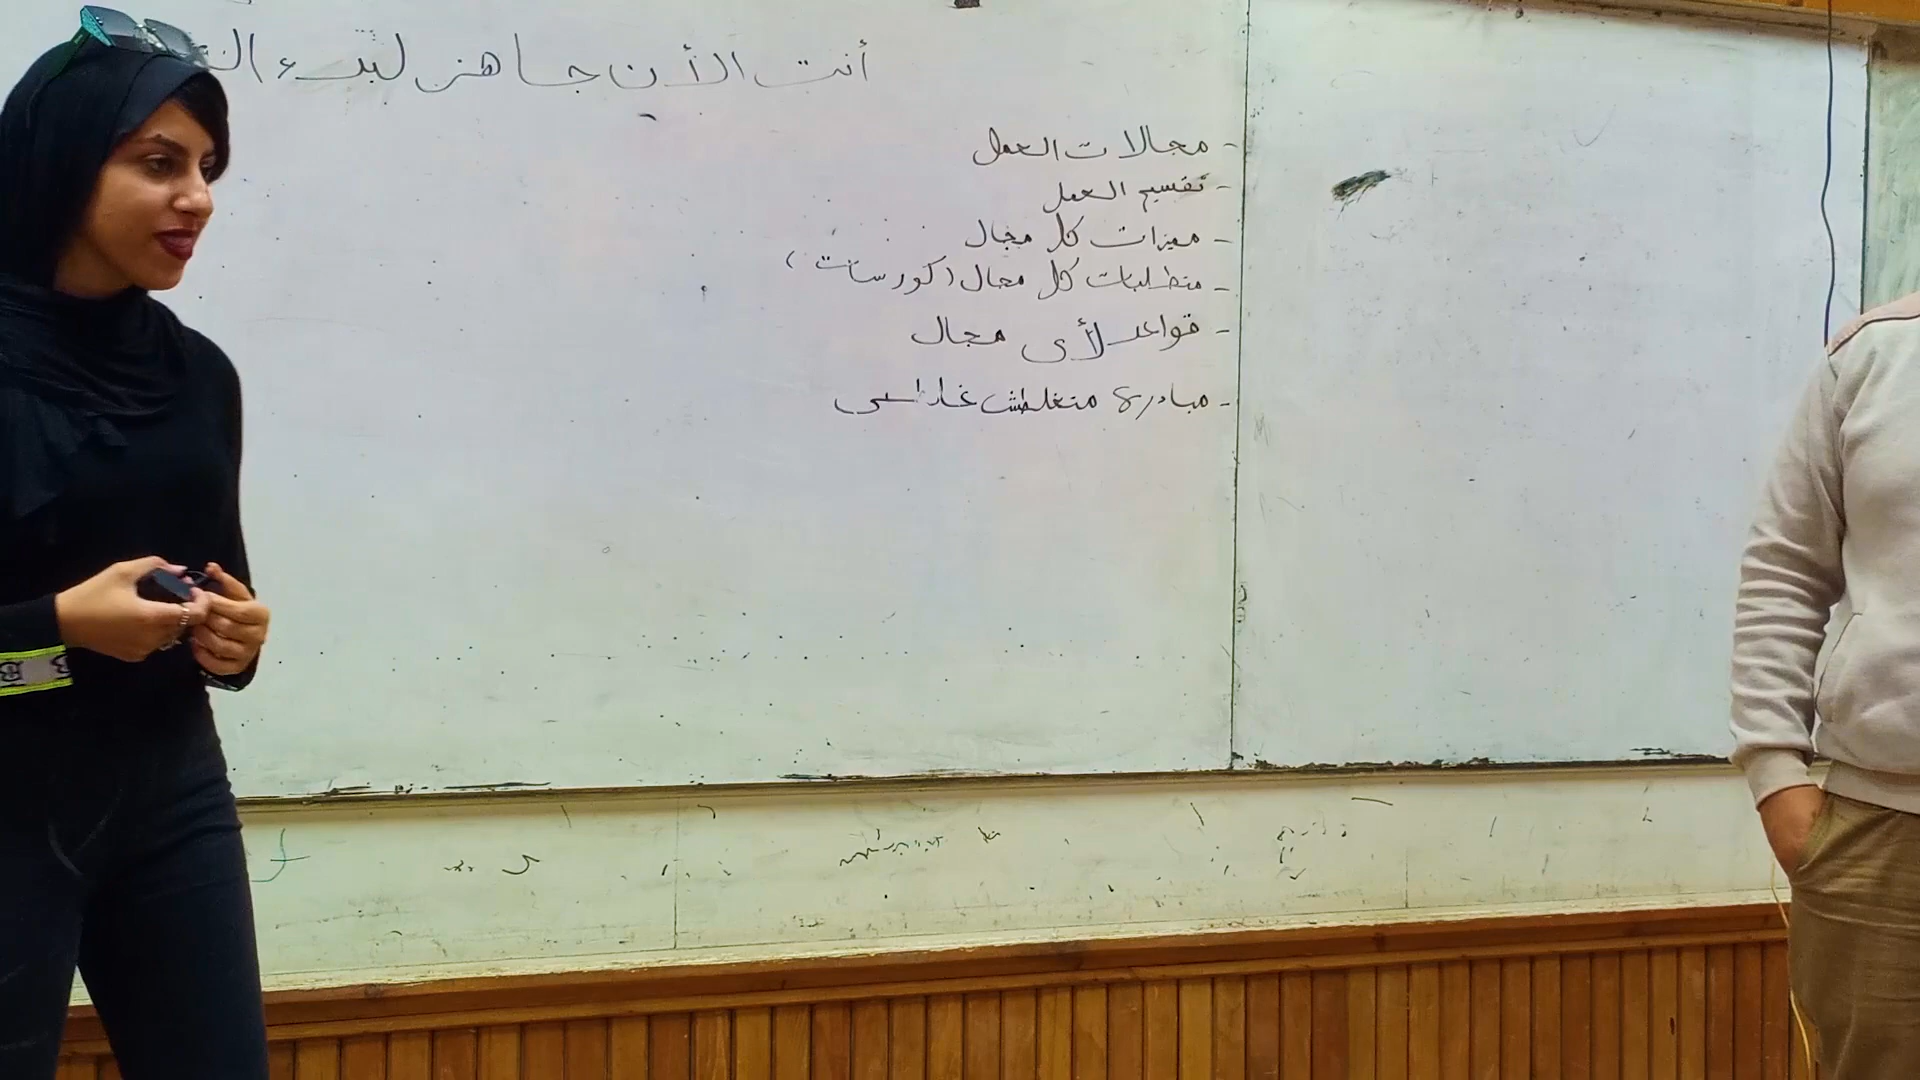 أنت الأن جاهز لبدء
- مجالات العمل
- تقسيم العمل
- مميزات كل مجال
- متطلبات كل مجال (كورسات)
- قواعد لأى مجال
- مبادرة متغلطش